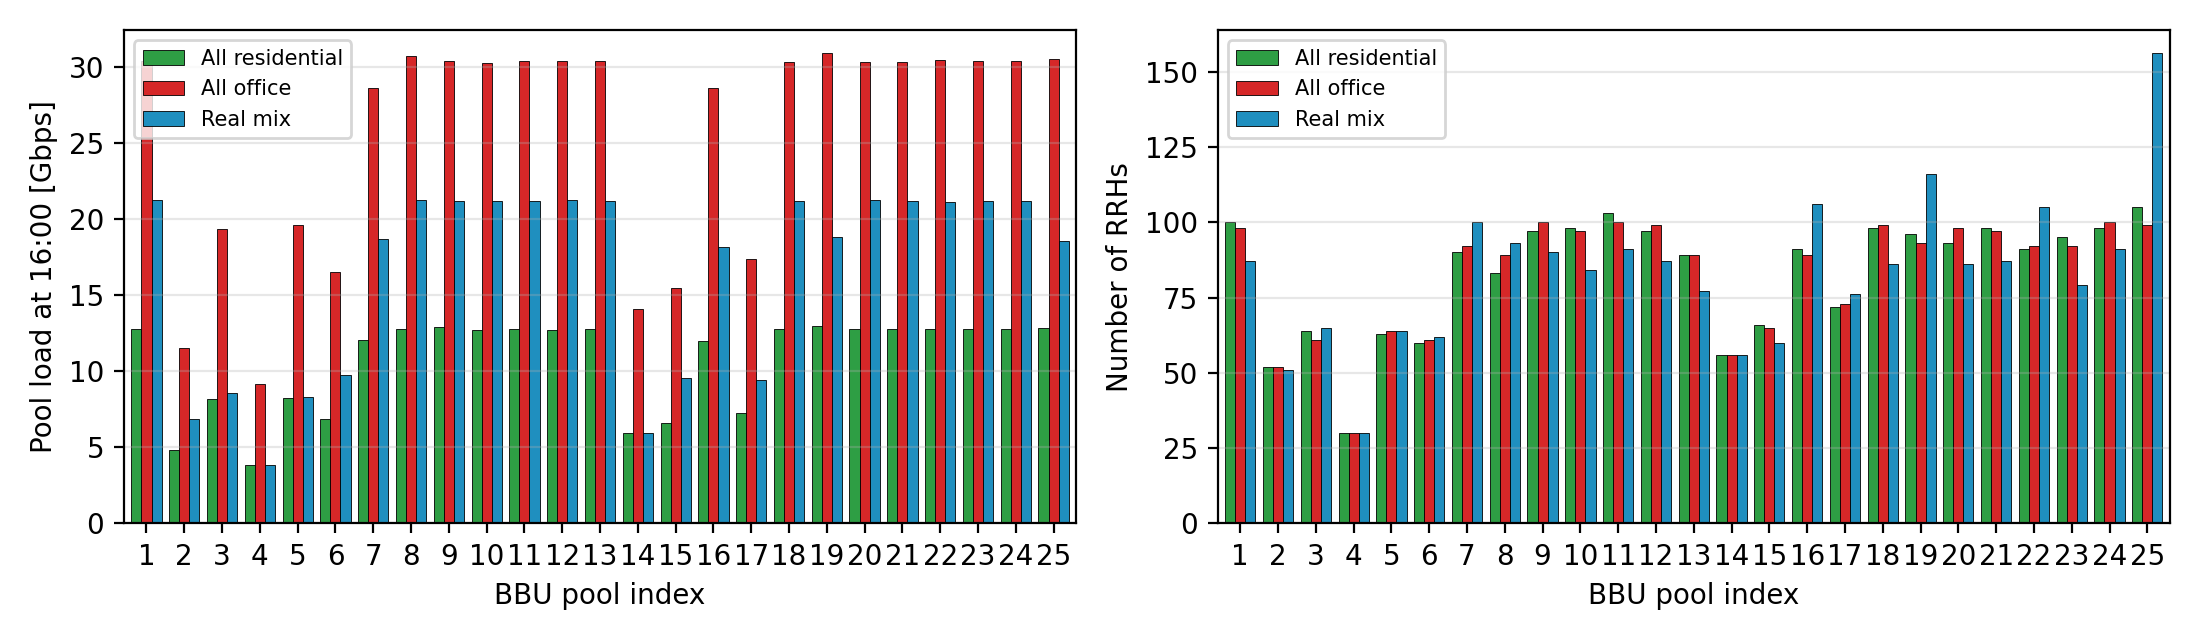 Pool load at 16:00 [Gbps]
30
25
20
15
10
5
0
All residential
All office
Real mix
1 2 3 4 5 6 7 8 9 10 11 12 13 14 15 16 17 18 19 20 21 22 23 24 25
BBU pool index
Number of RRHs
150
125
100
75
50
25
0
All residential
All office
Real mix
1 2 3 4 5 6 7 8 9 10 11 12 13 14 15 16 17 18 19 20 21 22 23 24 25
BBU pool index